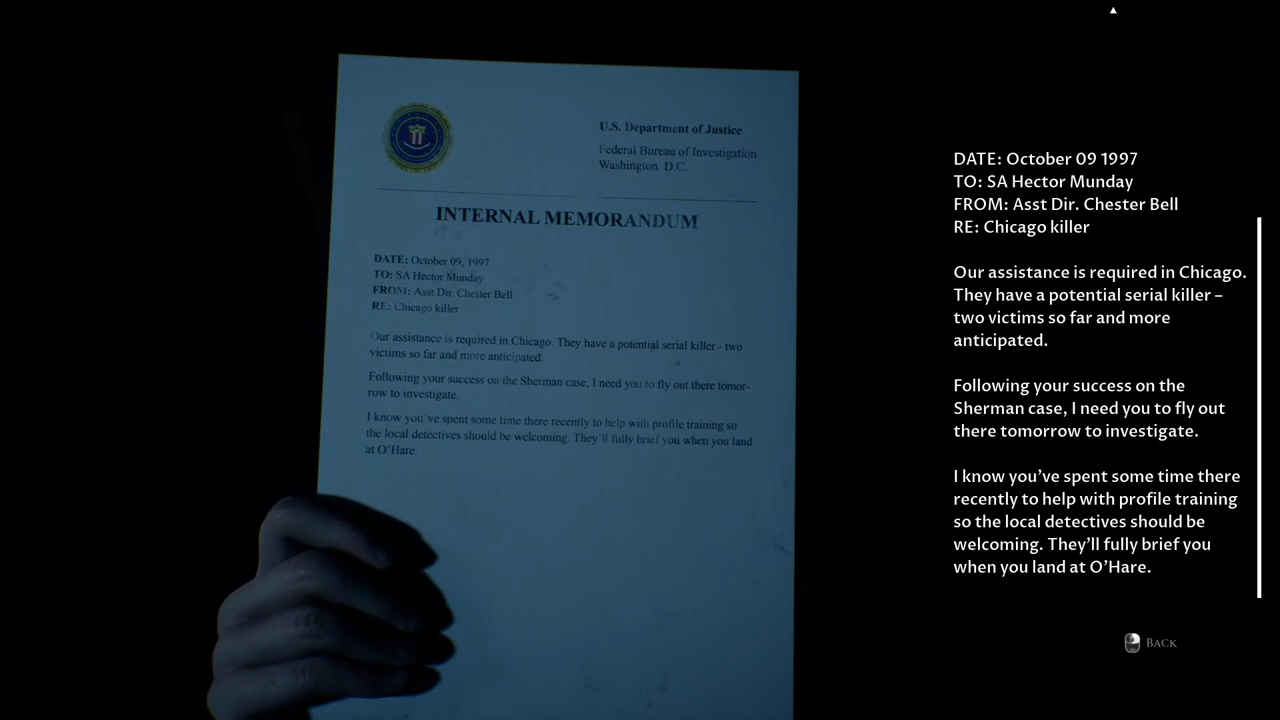 U.S. Department of Justice
Federal Bureau of Investigation
Washington, D.C.
INTERNAL MEMORANDUM
DATE: October 09, 1997
TO: SA Hector Munday
FROM: Asst Dir. Chester Bell
RE: Chicago killer
Our assistance is required in Chicago. They have a potential serial killer - two
victims so far and more anticipated.
Following your success on the Sherman case, I need you to fly out there tomor-
row to investigate.
I know you've spent some time there recently to help with profile training so
the local detectives should be welcoming. They'll fully brief you when you land
at O'Hare.
DATE: October 09 1997
TO: SA Hector Munday
FROM: Asst Dir. Chester Bell
RE: Chicago killer
Our assistance is required in Chicago.
They have a potential serial killer –
two victims so far and more
anticipated.
Following your success on the
Sherman case, I need you to fly out
there tomorrow to investigate.
I know you've spent some time there
recently to help with profile training
so the local detectives should be
welcoming. They'll fully brief you
when you land at O'Hare.
BACK